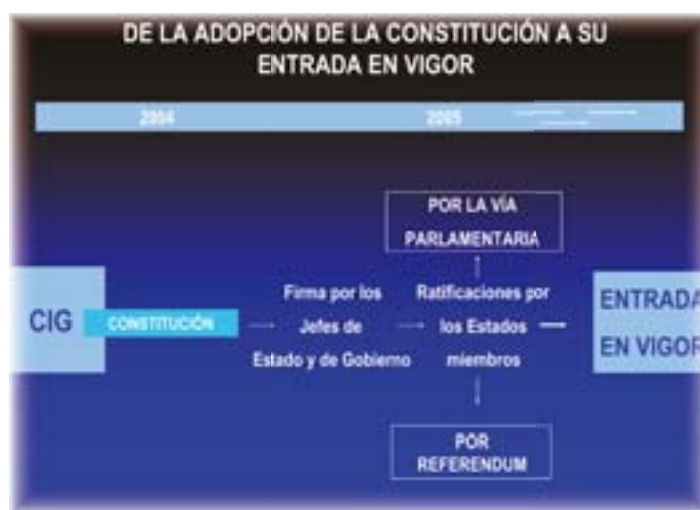 DE LA ADOPCIÓN DE LA CONSTITUCIÓN A SU
ENTRADA EN VIGOR
2004
2005
POR LA VÍA
PARLAMENTARIA
CIG
CONSTITUCIÓN
Firma por los
Jefes de
Estado y de Gobierno
Ratificaciones por
los Estados
miembros
ENTRADA
EN VIGOR
POR
REFERENDUM